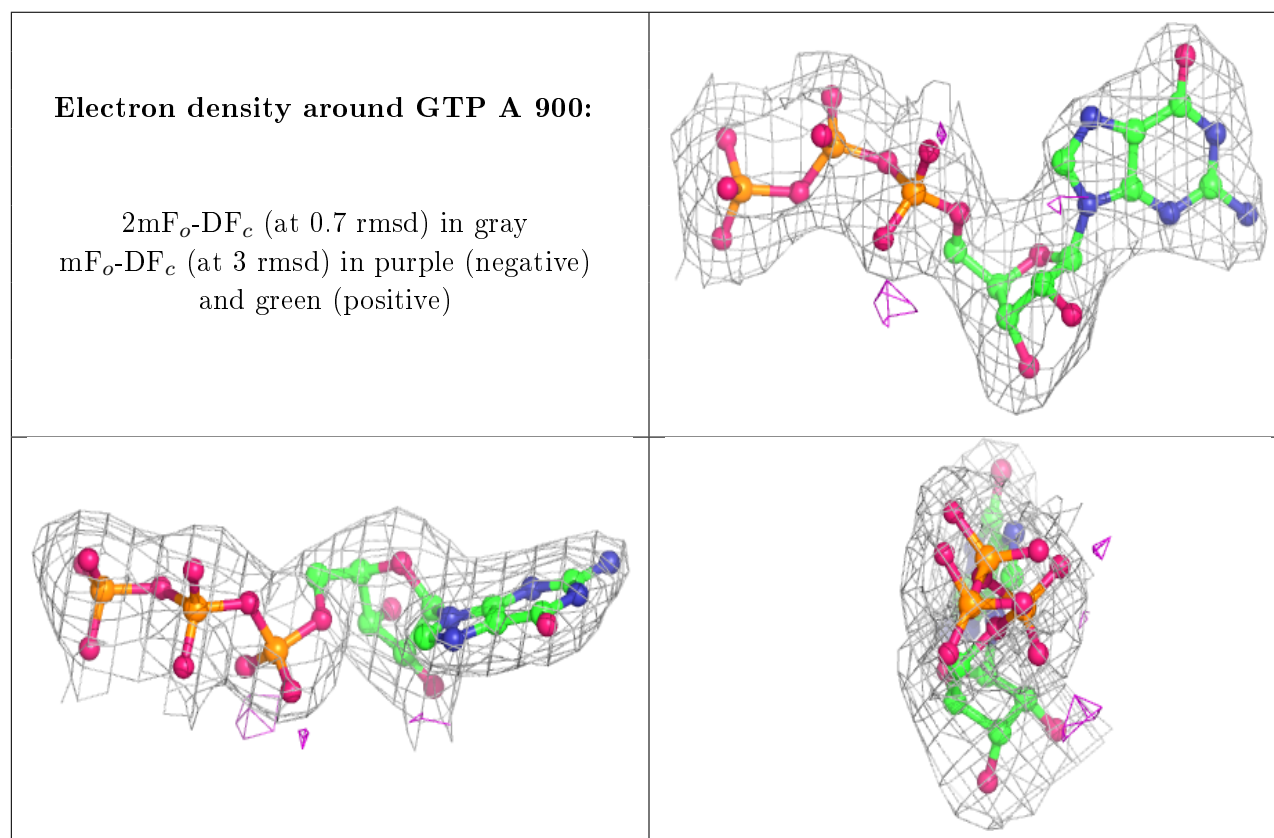 Electron density around GTP A 900:
2mFo-DFc (at 0.7 rmsd) in gray
mFo-DFc (at 3 rmsd) in purple (negative)
and green (positive)